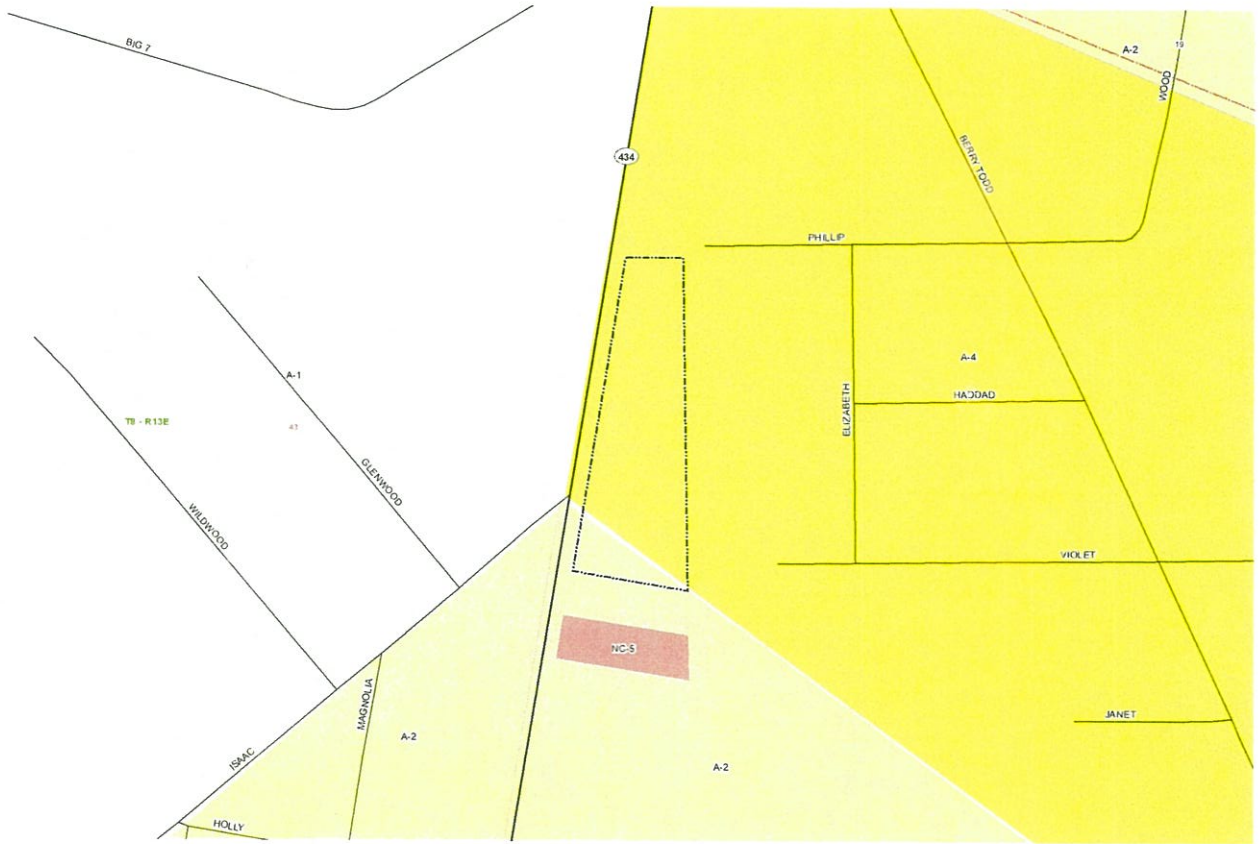 BIG 7
A-2
19
WOOD
434
BERRY TODD
PHILLIP
A-4
A-1
HADDAD
ELIZABETH
T8 - R13E
43
GLENWOOD
WILDWOOD
VIOLET
NC-5
MAGNOLIA
JANET
A-2
ISAAC
A-2
HOLLY